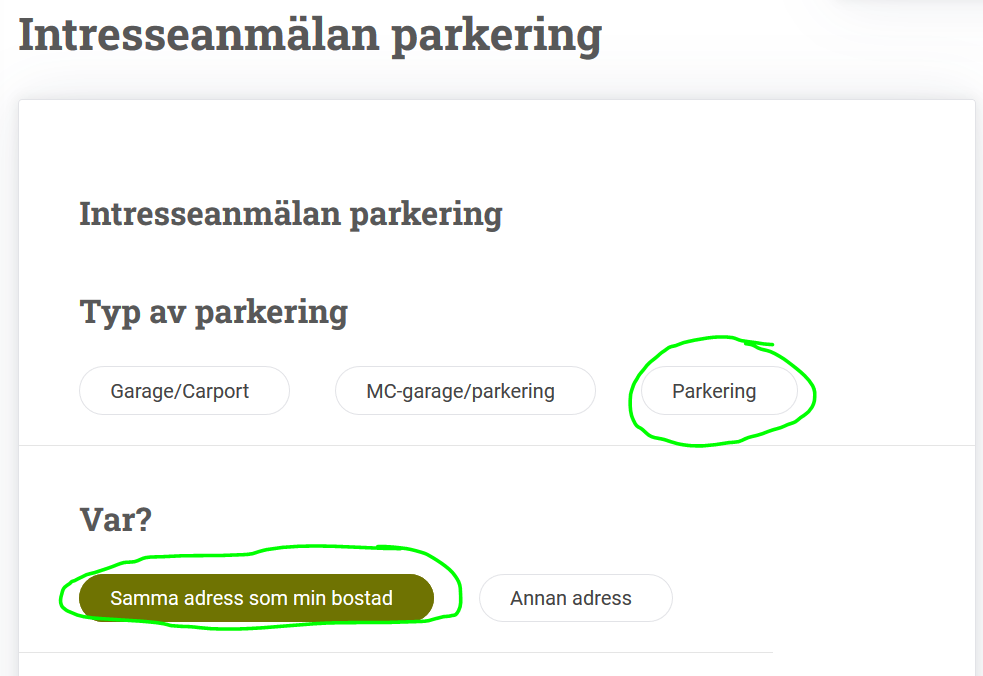 Intresseanmälan parkering
Intresseanmälan parkering
Typ av parkering
Garage/Carport MC-garage/parkering Parkering
Var?
Samma adress som min bostad Annan adress